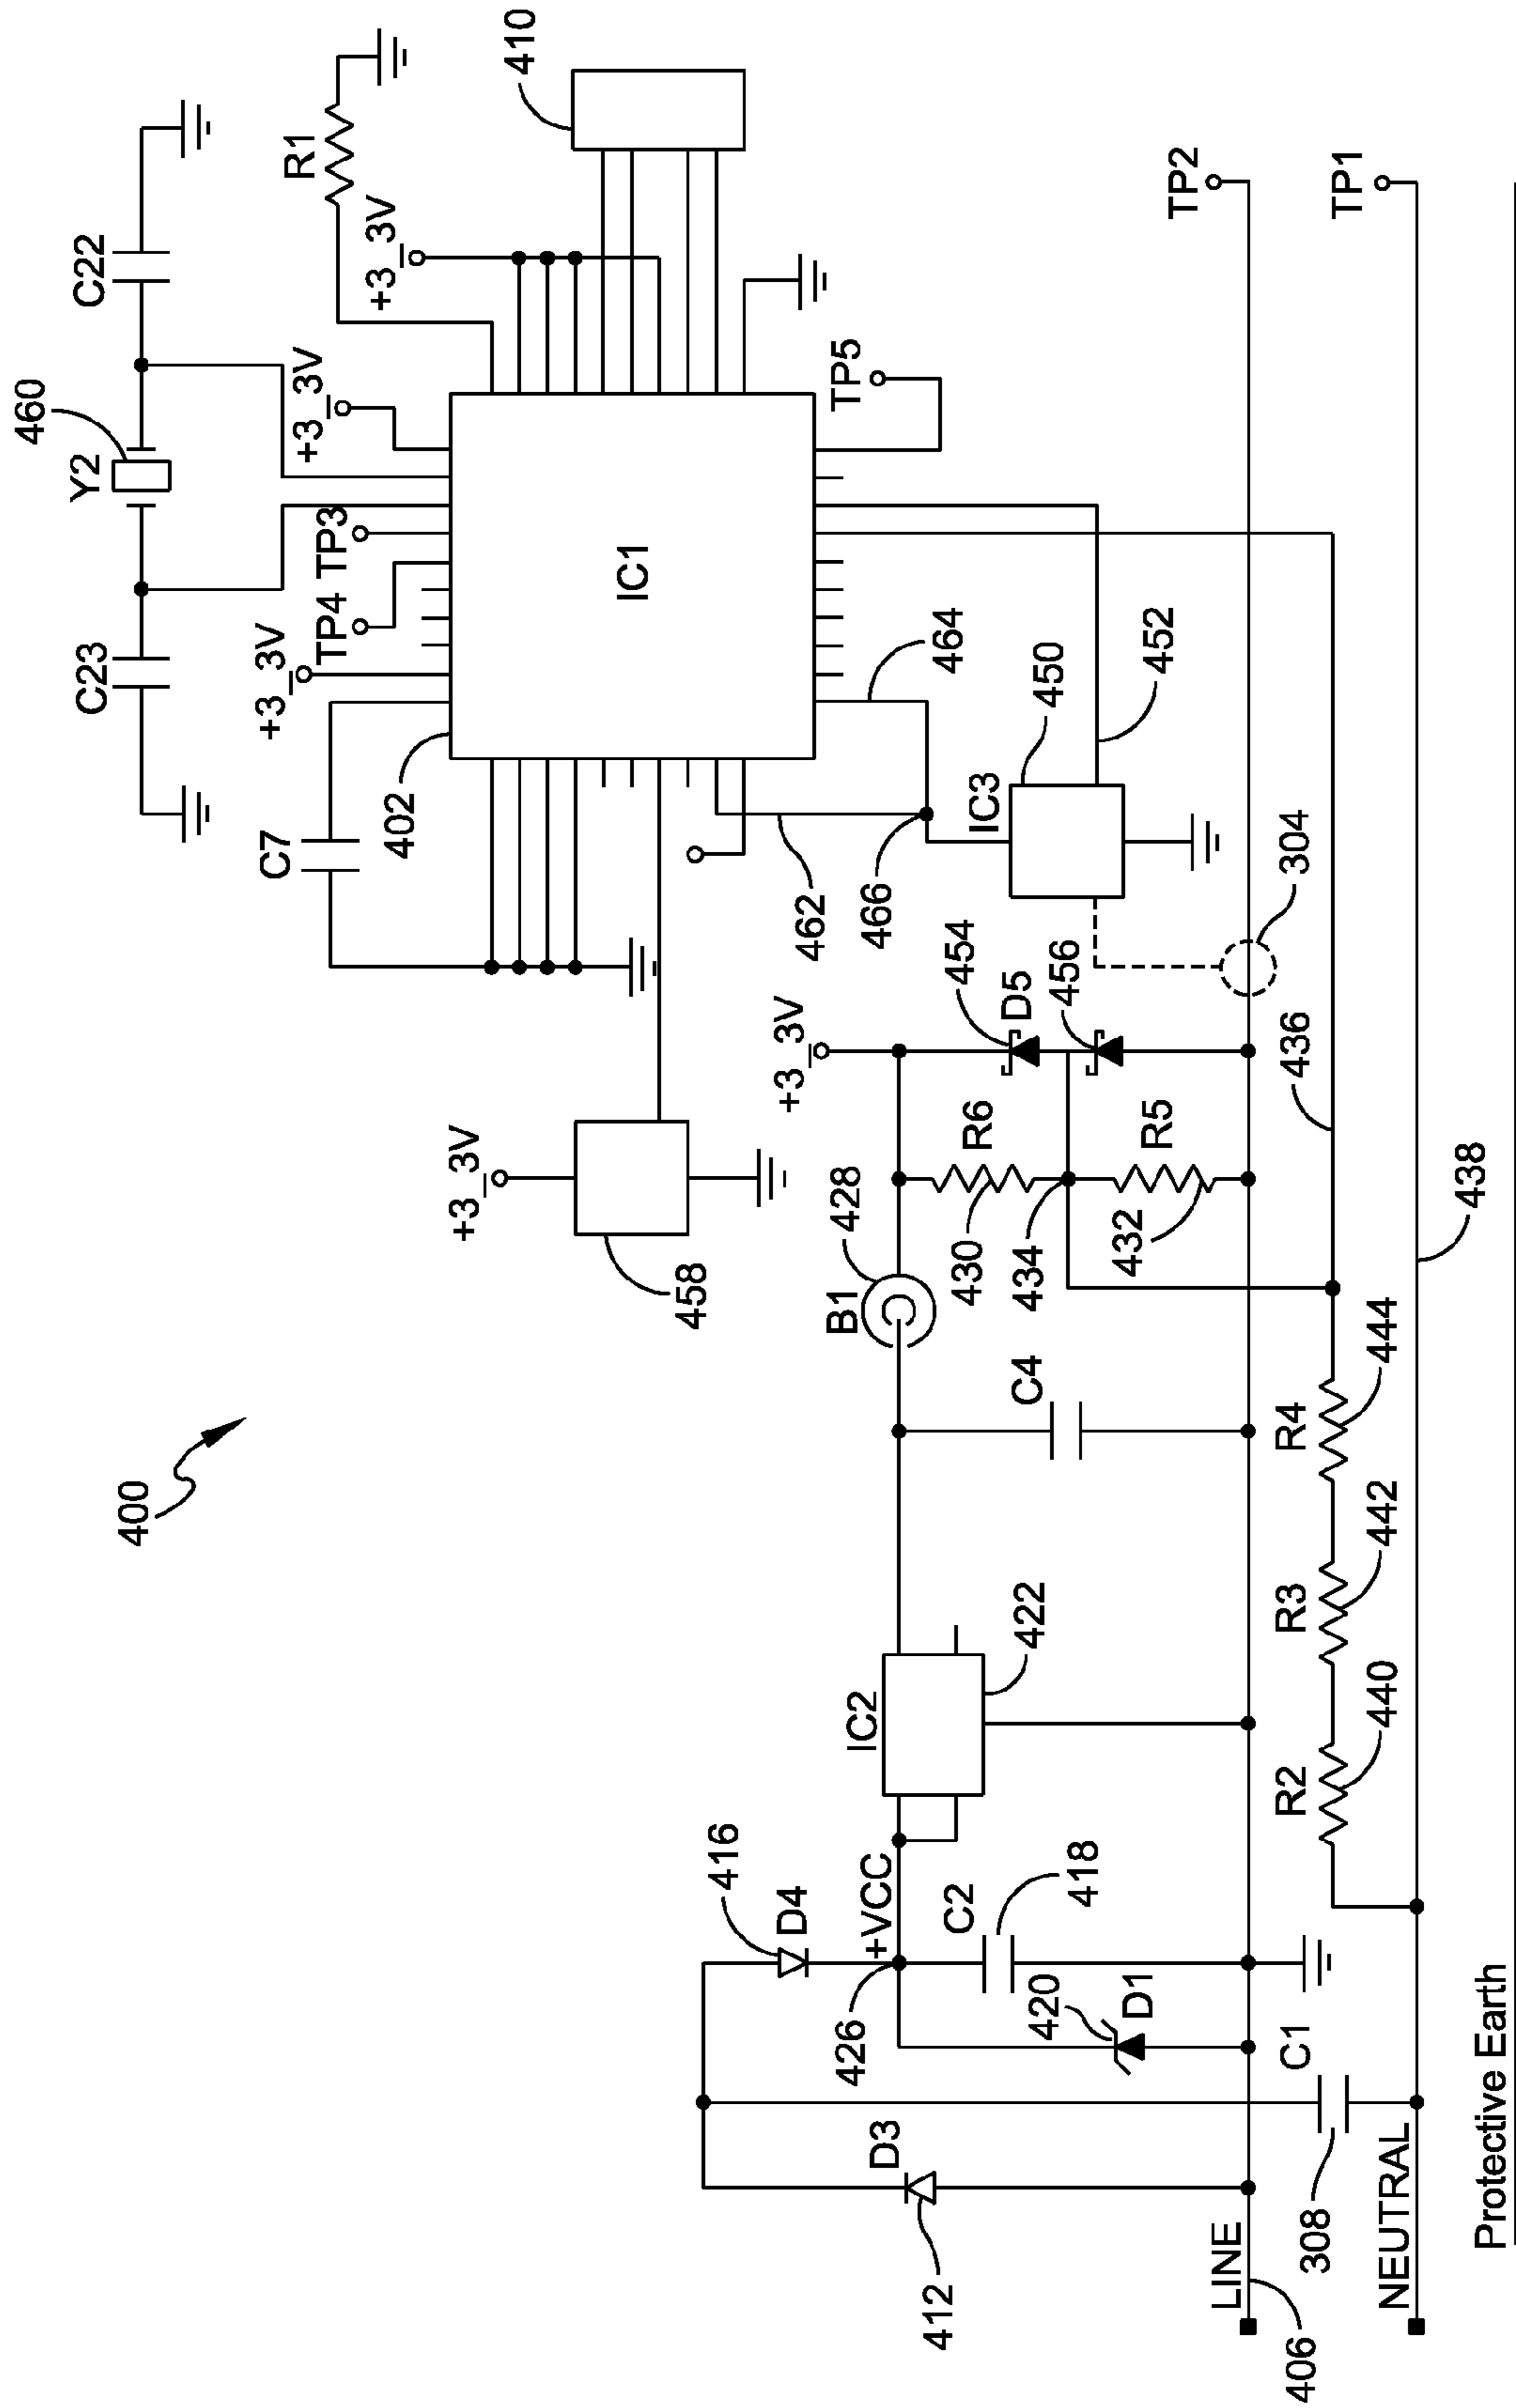 400
460
Y2
C23
C22
R1
+3_3V
410
+3_3V
TP3
TP4
+3_3V
C7
402
IC1
TP5
464
462
466
IC3
450
452
304
+3_3V
458
+3_3V
B1
428
R6
430
434
R5
432
D5
454
456
436
438
C4
IC2
422
416
D4
+VCC
426
C2
418
420
D1
D3
412
C1
308
R2
440
R3
442
R4
444
LINE
406
NEUTRAL
TP2
TP1
Protective Earth